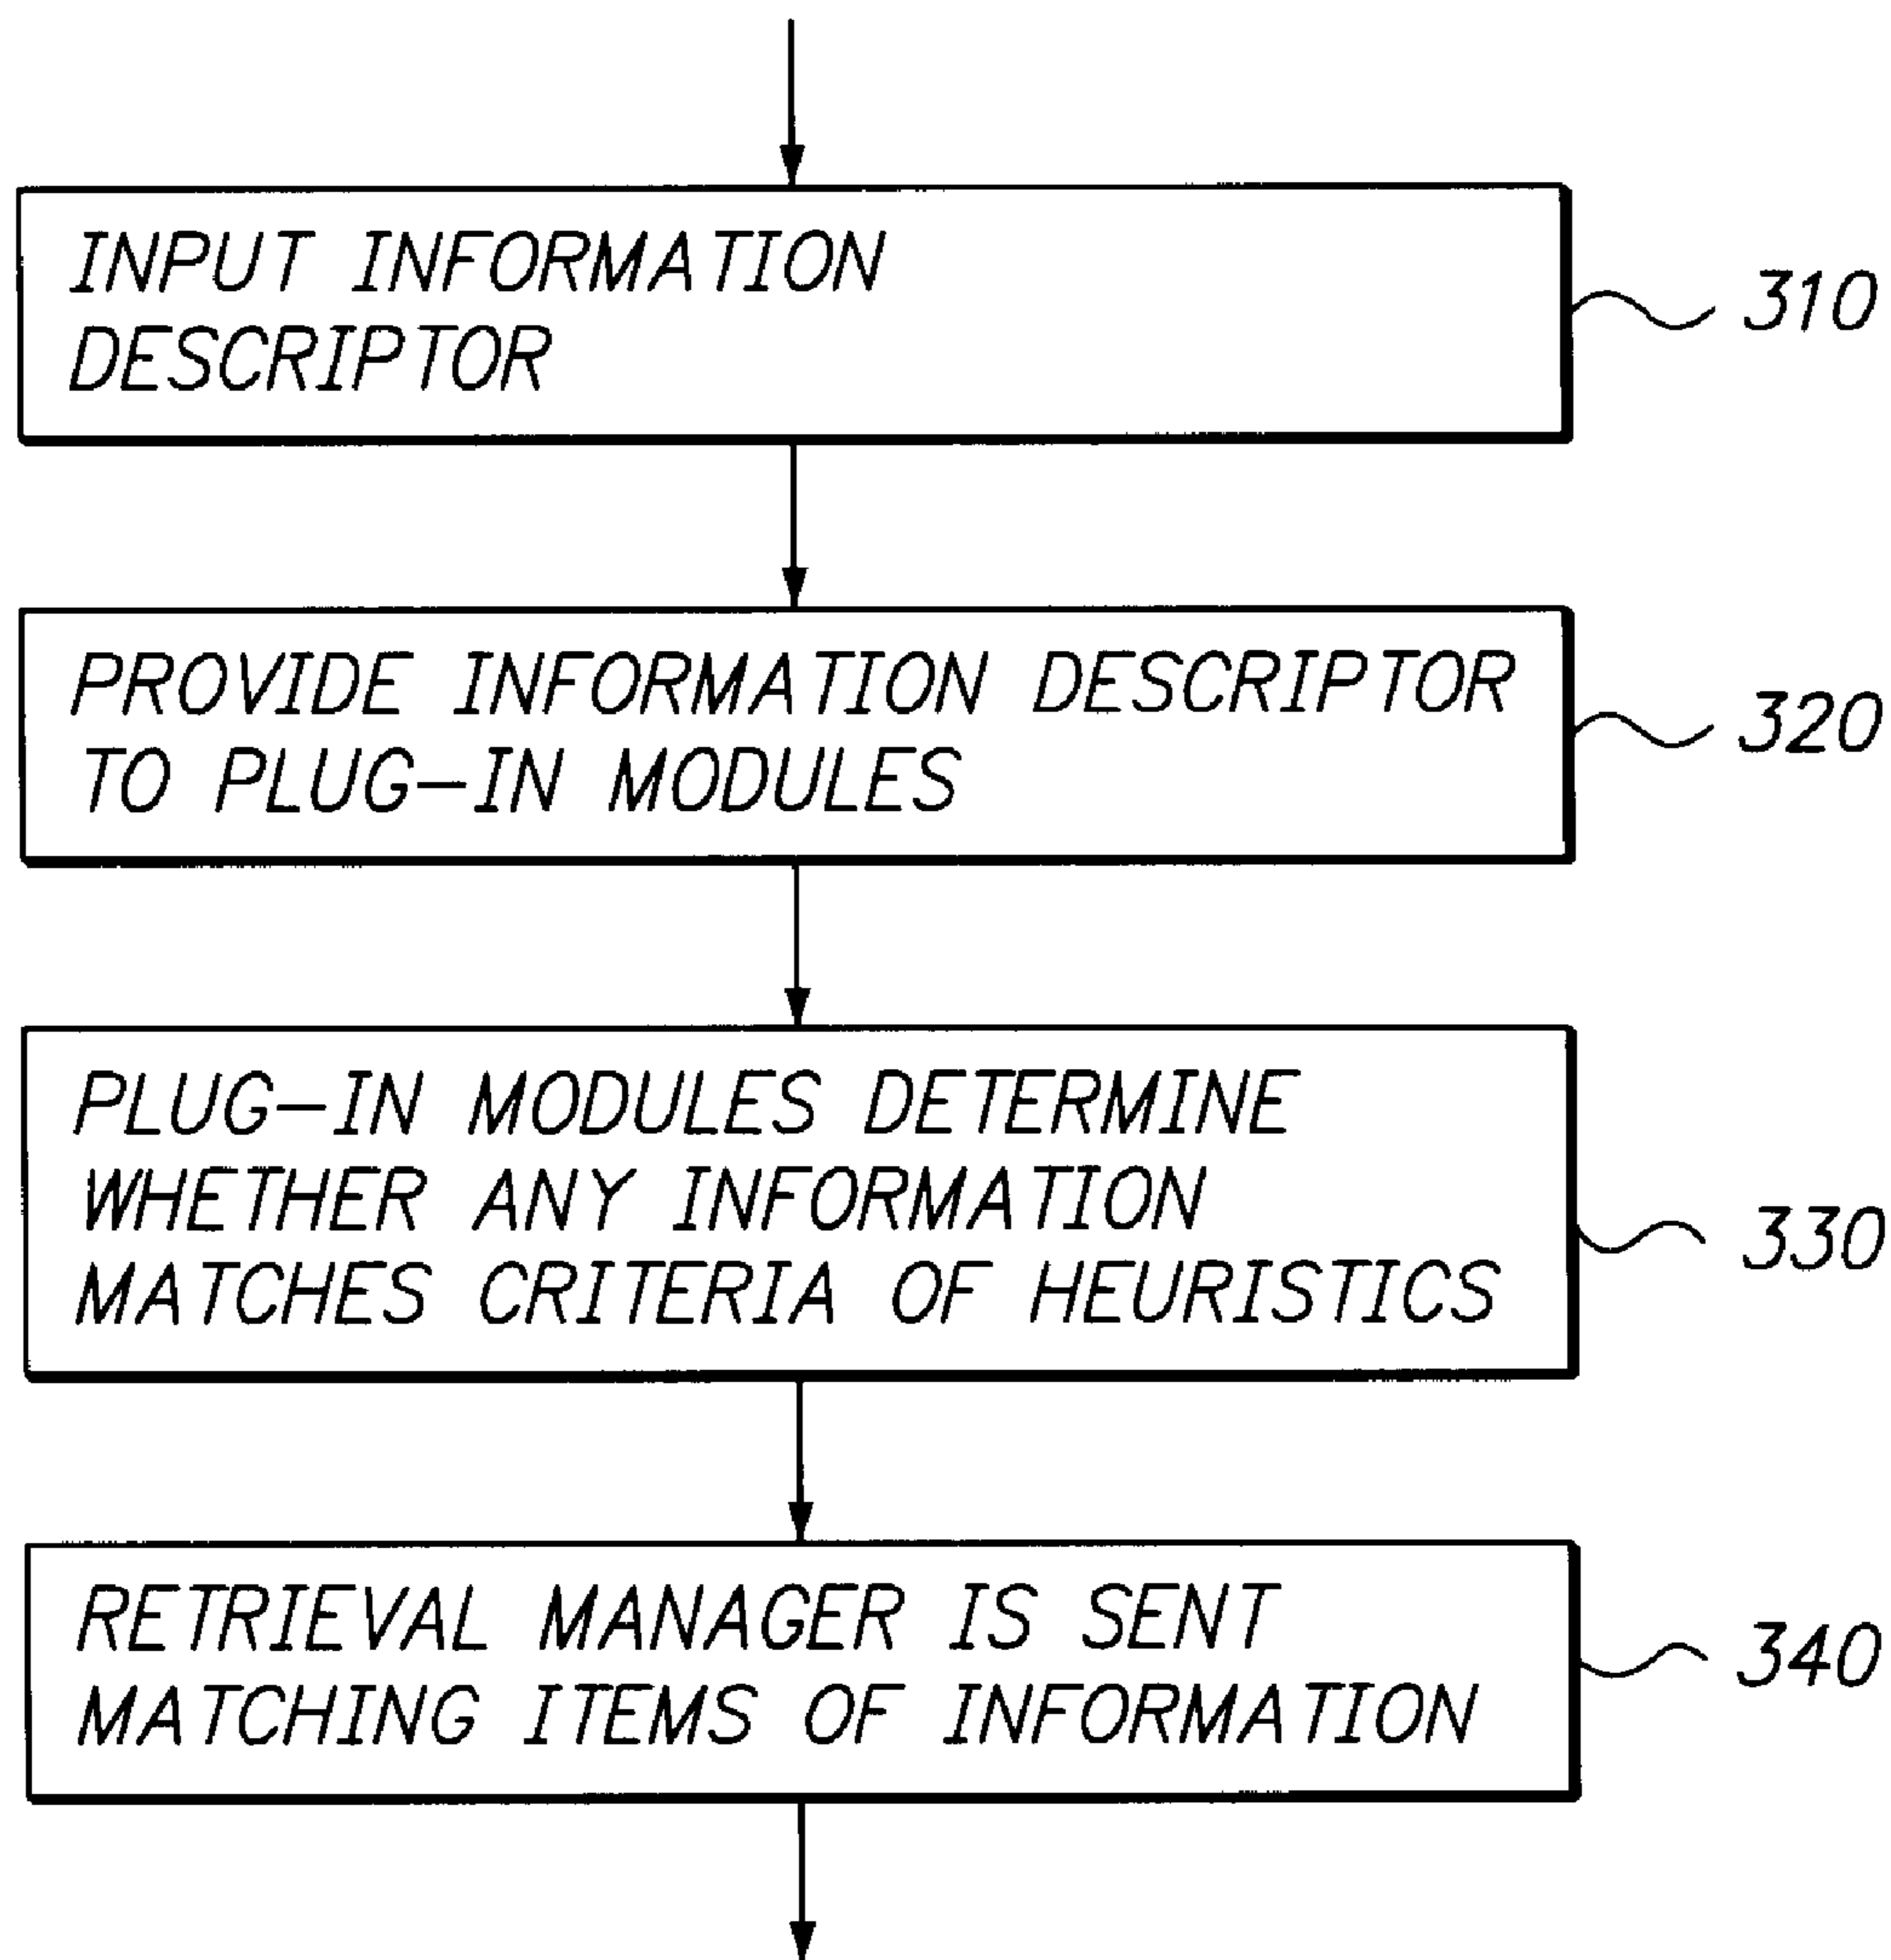 INPUT INFORMATION
DESCRIPTOR
310
PROVIDE INFORMATION DESCRIPTOR
TO PLUG-IN MODULES
320
PLUG-IN MODULES DETERMINE
WHETHER ANY INFORMATION
MATCHES CRITERIA OF HEURISTICS
330
RETRIEVAL MANAGER IS SENT
MATCHING ITEMS OF INFORMATION
340